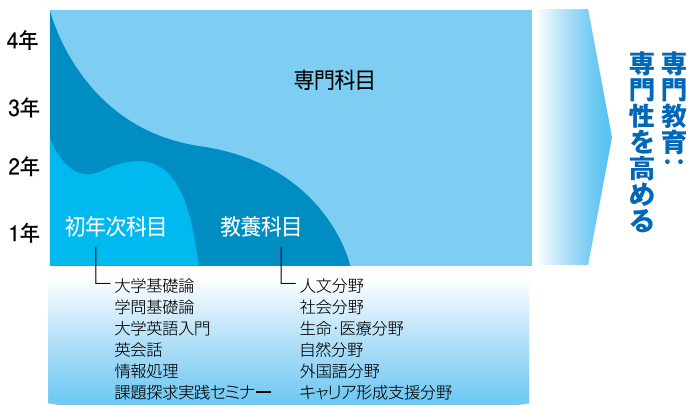 4年
3年
2年
1年
専門科目
初年次科目
教養科目
専門教育:
専門性を高める
大学基礎論
学問基礎論
大学英語入門
英会話
情報処理
課題探求実践セミナー
人文分野
社会分野
生命・医療分野
自然分野
外国語分野
キャリア形成支援分野